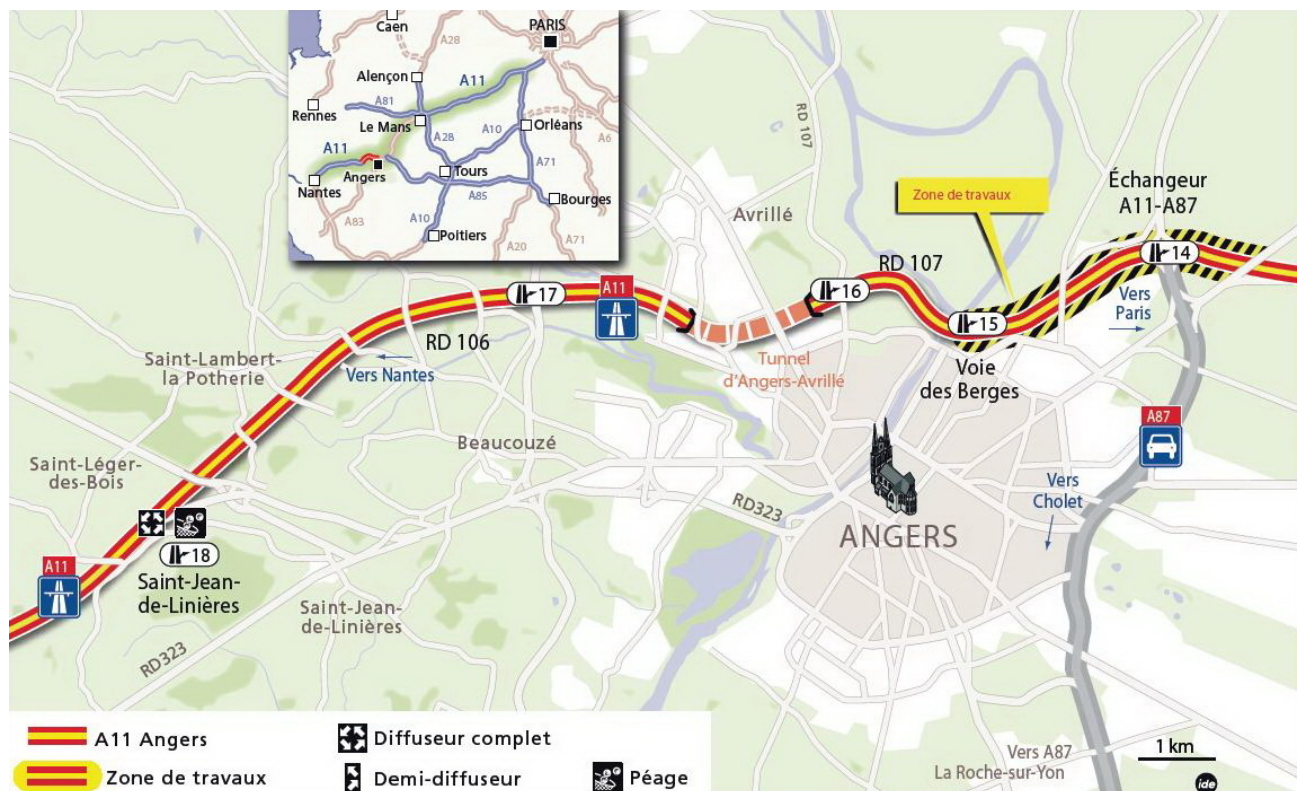 Caen
A28
PARIS
Alençon
A11
A81
Rennes
Le Mans
A28
A10
Orléans
A6
A11
A71
Angers
Tours
Nantes
A85
Bourges
A83
A10
Poitiers
A20
A71
RD 107
Avrillé
Zone de travaux
Échangeur
A11-A87
14
RD 107
16
A11
17
15
Vers
Paris
RD 106
Saint-Lambert-
la Potherie
Vers Nantes
Tunnel
d'Angers-Avrillé
Voie
des Berges
A87
Beaucouzé
Saint-Léger-
des-Bois
Vers
Cholet
RD323
ANGERS
18
A11
Saint-Jean-
de-Linières
Saint-Jean-
de-Linières
RD323
A11 Angers
Diffuseur complet
Zone de travaux
Demi-diffuseur
Péage
Vers A87
La Roche-sur-Yon
1 km
ide